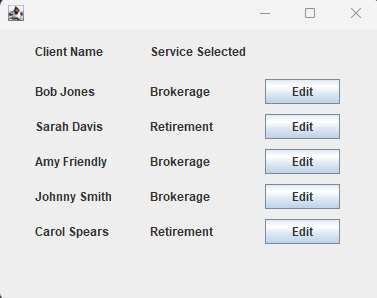 Client Name Service Selected
Bob Jones Brokerage Edit
Sarah Davis Retirement Edit
Amy Friendly Brokerage Edit
Johnny Smith Brokerage Edit
Carol Spears Retirement Edit